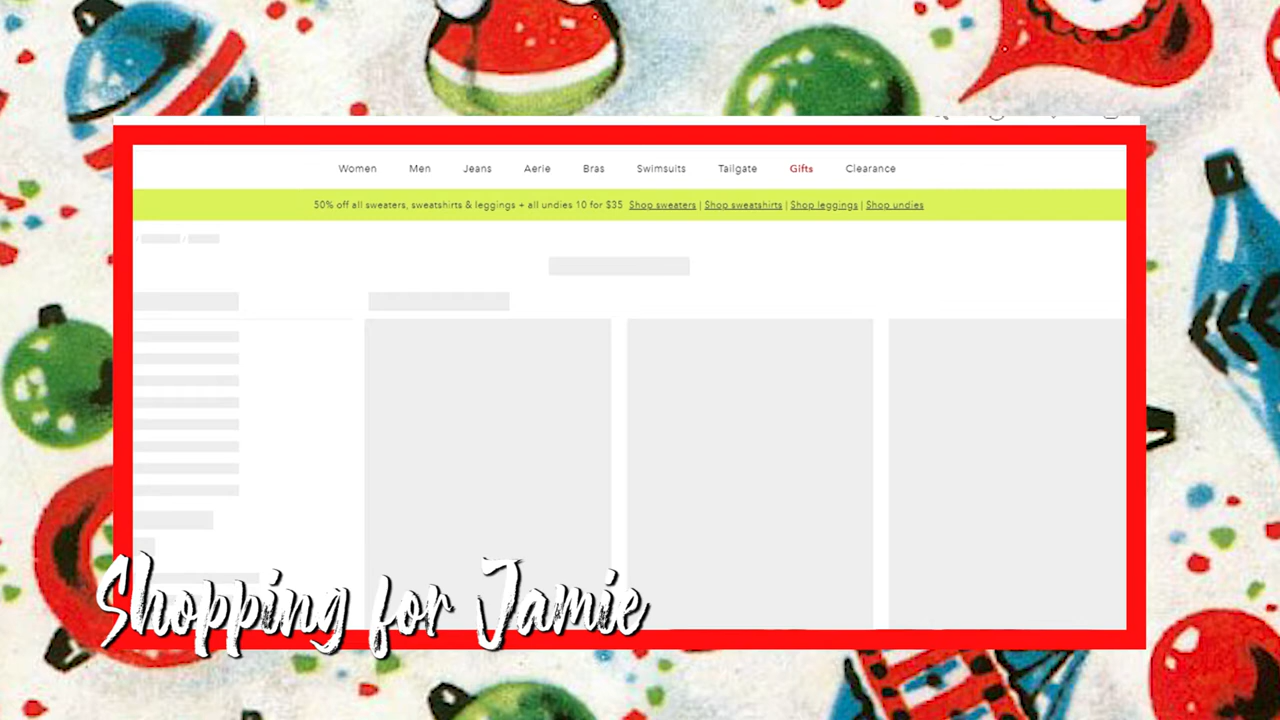 Women Men Jeans Aerie Bras Swimsuits Tailgate Gifts Clearance
50% off all sweaters, sweatshirts & leggings + all undies 10 for $35 Shop sweaters | Shop sweatshirts | Shop leggings | Shop undies
/ /
Shopping for Jamie